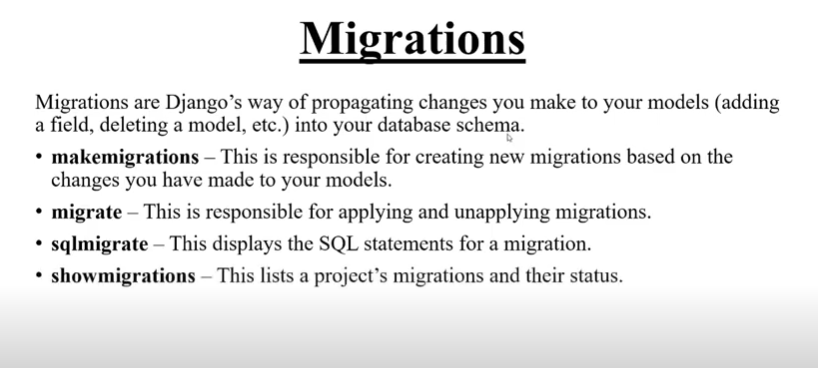 Migrations
Migrations are Django’s way of propagating changes you make to your models (adding
a field, deleting a model, etc.) into your database schema.
• makemigrations – This is responsible for creating new migrations based on the
changes you have made to your models.
• migrate – This is responsible for applying and unapplying migrations.
• sqlmigrate – This displays the SQL statements for a migration.
• showmigrations – This lists a project’s migrations and their status.